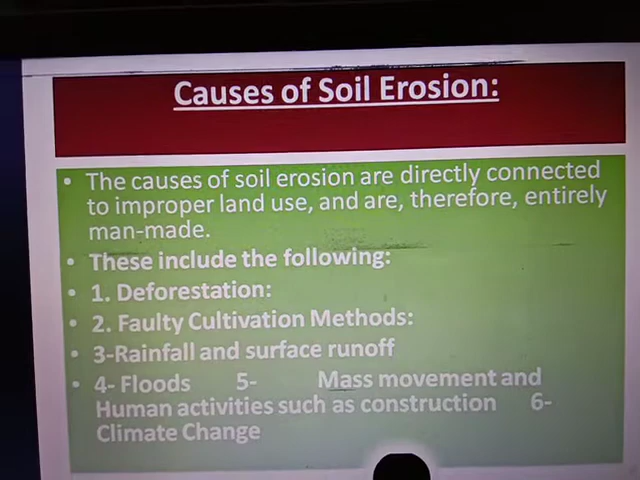 Causes of Soil Erosion:
• The causes of soil erosion are directly connected
to improper land use, and are, therefore, entirely
man-made.
• These include the following:
• 1. Deforestation:
• 2. Faulty Cultivation Methods:
• 3-Rainfall and surface runoff
• 4- Floods 5- Mass movement and
Human activities such as construction 6-
Climate Change